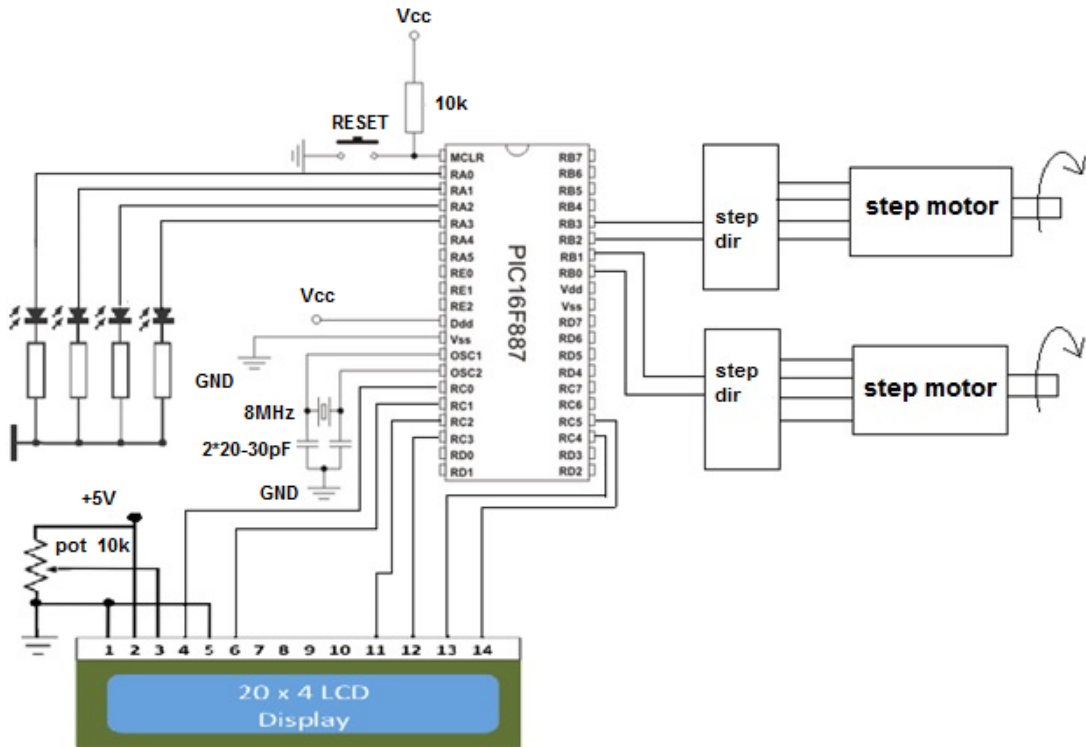 Vcc
10k
RESET
MCLR
RA0
RA1
RA2
RA3
RA4
RA5
RE0
RE1
RE2
Ddd
Vss
OSC1
OSC2
RC0
RC1
RC2
RC3
RD0
RD1
PIC16F887
RB7
RB6
RB5
RB4
RB3
RB2
RB1
RB0
Vdd
Vss
RD7
RD6
RD5
RD4
RC7
RC6
RC5
RC4
RD3
RD2
step
dir
step motor
step
dir
step motor
Vcc
GND
8MHz
2*20-30pF
GND
+5V
pot 10k
1 2 3 4 5 6 7 8 9 10 11 12 13 14
20 x 4 LCD
Display